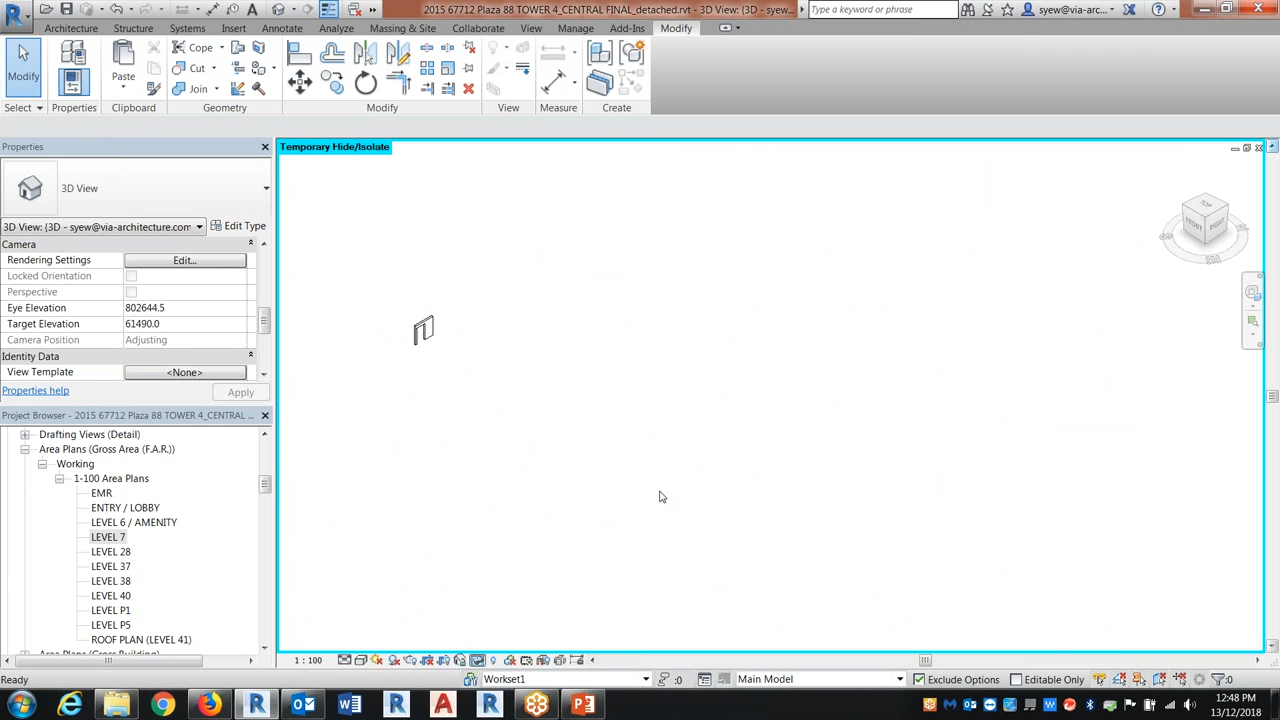 2015 67712 Plaza 88 TOWER 4_CENTRAL FINAL_detached.rvt - 3D View: {3D - syew...
Type a keyword or phrase
syew@via-arc...
Architecture Structure Systems Insert Annotate Analyze Massing & Site Collaborate View Manage Add-Ins Modify
Modify
Paste
Cope
Cut
Join
Select Properties Clipboard Geometry Modify View Measure Create
Properties
3D View
3D View: {3D - syew@via-architecture.com
Edit Type
Camera
Rendering Settings Edit...
Locked Orientation
Perspective
Eye Elevation 802644.5
Target Elevation 61490.0
Camera Position Adjusting
Identity Data
View Template <None>
Properties help
Apply
Project Browser - 2015 67712 Plaza 88 TOWER 4_CENTRAL ...
Drafting Views (Detail)
Area Plans (Gross Area (F.A.R.))
Working
1-100 Area Plans
EMR
ENTRY / LOBBY
LEVEL 6 / AMENITY
LEVEL 7
LEVEL 28
LEVEL 37
LEVEL 38
LEVEL 40
LEVEL P1
LEVEL P5
ROOF PLAN (LEVEL 41)
Area Plans (Gross Building)
Temporary Hide/Isolate
TOP
FRONT
RIGHT
1 : 100
Ready
Workset1
:0
Main Model
Exclude Options
Editable Only
:0
12:48 PM
13/12/2018